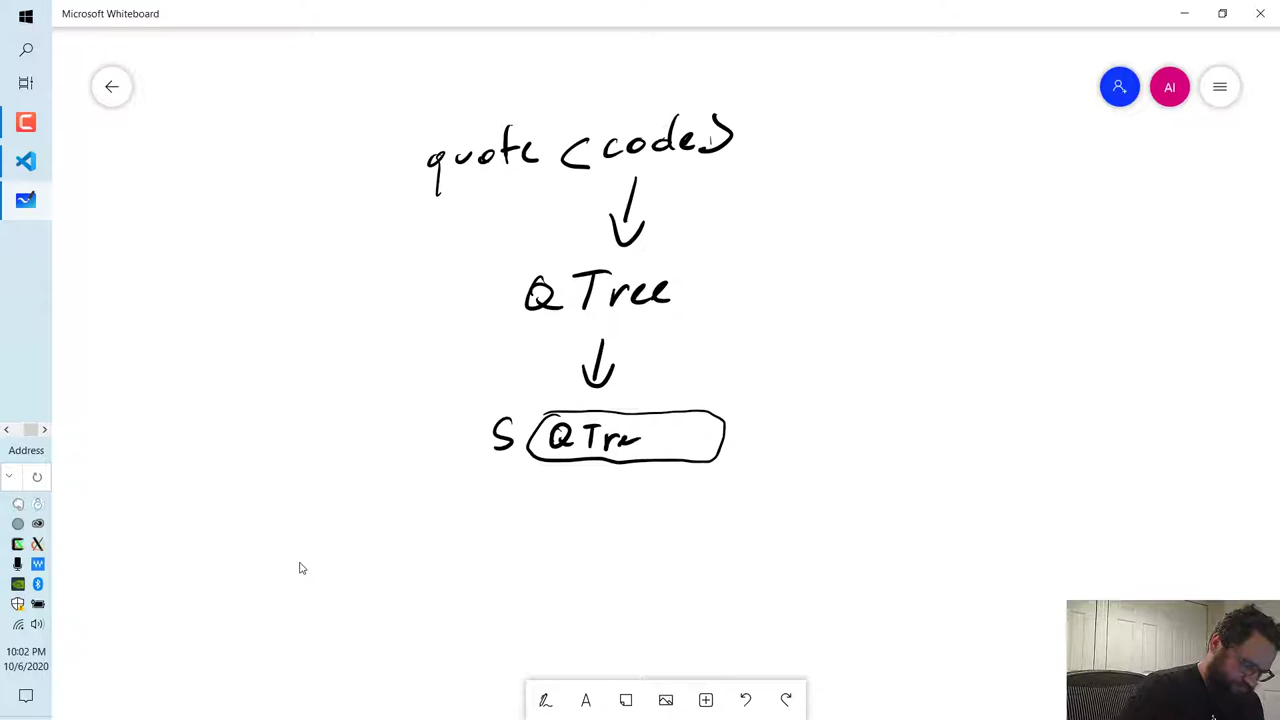 Microsoft Whiteboard
AI
quote (code)
QTree
S QTre
Address
10:02 PM
10/6/2020
A